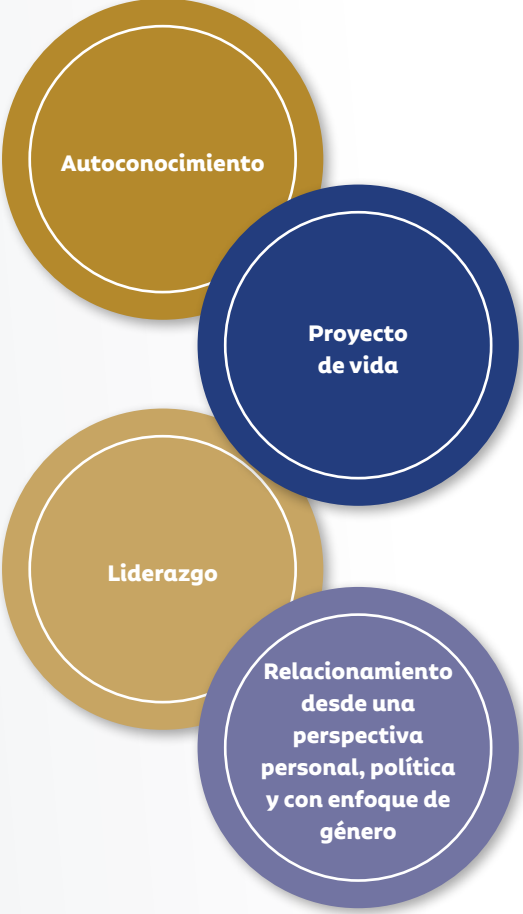 Autoconocimiento
Proyecto
de vida
Liderazgo
Relacionamiento
desde una
perspectiva
personal, política
y con enfoque de
género